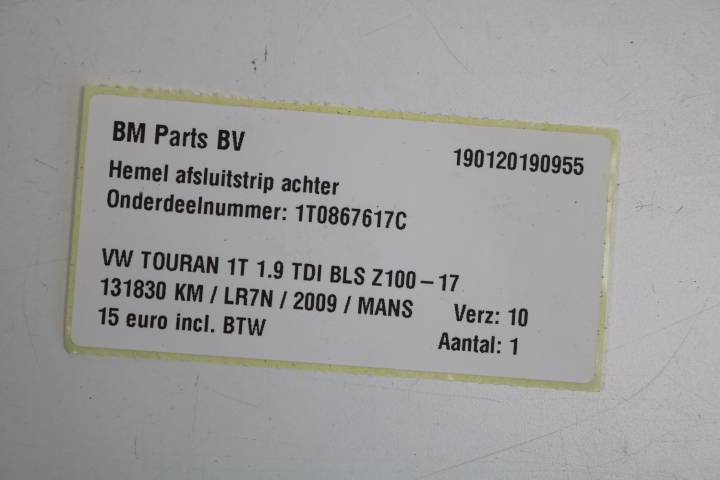 BM Parts BV 190120190955
Hemel afsluitstrip achter
Onderdeelnummer: 1T0867617C
VW TOURAN 1T 1.9 TDI BLS Z100-17
131830 KM / LR7N / 2009 / MANS Verz: 10
15 euro incl. BTW Aantal: 1